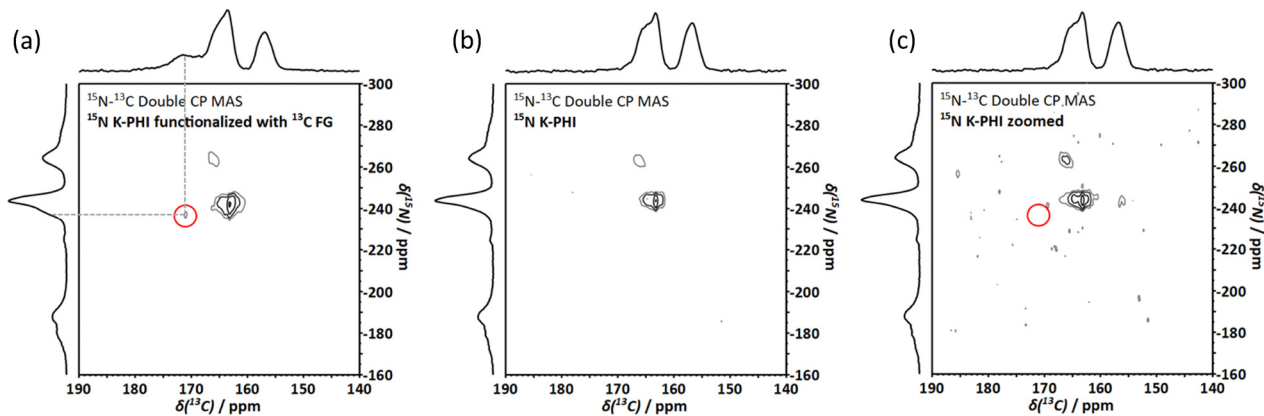 (a)
¹⁵N-¹³C Double CP MAS
¹⁵N K-PHI functionalized with ¹³C FG
-300
-280
-260
-240
-220
-200
-180
-160
δ(¹⁵N) / ppm
190 180 170 160 150 140
δ(¹³C) / ppm
(b)
¹⁵N-¹³C Double CP MAS
¹⁵N K-PHI
-300
-280
-260
-240
-220
-200
-180
-160
δ(¹⁵N) / ppm
190 180 170 160 150 140
δ(¹³C) / ppm
(c)
¹⁵N-¹³C Double CP MAS
¹⁵N K-PHI zoomed
-300
-280
-260
-240
-220
-200
-180
-160
δ(¹⁵N) / ppm
190 180 170 160 150 140
δ(¹³C) / ppm